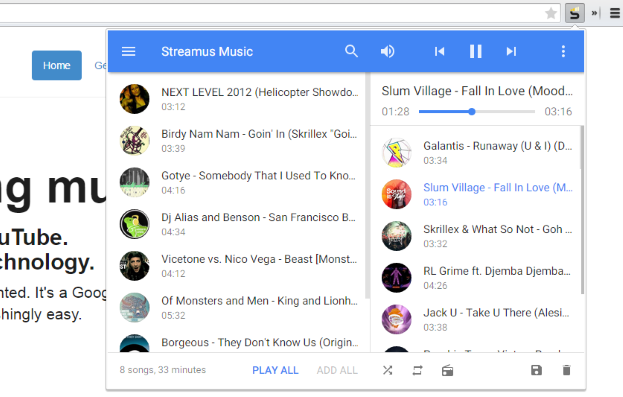 Home
Ge
ng mu
uTube.
chnology.
nted. It's a Goog
shingly easy.
Streamus Music
NEXT LEVEL 2012 (Helicopter Showdo...
03:12
Birdy Nam Nam - Goin' In (Skrillex "Goi...
03:39
Gotye - Somebody That I Used To Kno...
04:16
Dj Alias and Benson - San Francisco B...
04:34
Vicetone vs. Nico Vega - Beast [Monst...
04:12
Of Monsters and Men - King and Lionh...
05:32
Borgeous - They Don't Know Us (Origin...
8 songs, 33 minutes
PLAY ALL
ADD ALL
Slum Village - Fall In Love (Mood...
01:28
03:16
Galantis - Runaway (U & I) (D...
03:34
Slum Village - Fall In Love (M...
03:16
Skrillex & What So Not - Goh ...
03:32
RL Grime ft. Djemba Djemba...
04:26
Jack U - Take U There (Alesi...
03:38